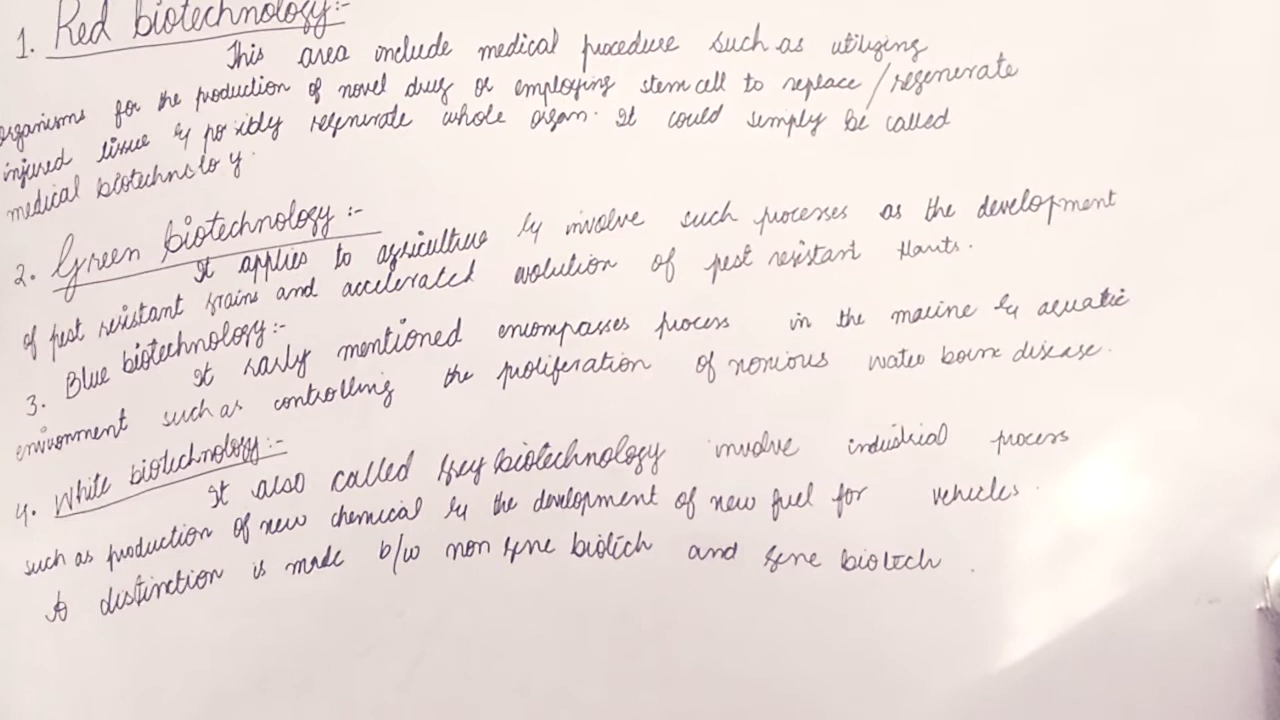 1. Red biotechnology:-
This area include medical procedure such as utilizing
organisms for the production of novel drug or employing stem cell to replace/regenerate
injured tissue & possibly regenerate whole organ. It could simply be called
medical biotechnology.
2. Green biotechnology:-
It applies to agriculture & involve such processes as the development
of pest resistant grains and accelerated evolution of pest resistant Plants.
3. Blue biotechnology:-
It rarly mentioned encompasses process in the marine & aquatic
environment such as controlling the proliferation of noxious water borne disease.
4. White biotechnology:-
It also called grey biotechnology involve industrial process
such as production of new chemical & the development of new fuel for vehicles.
A distinction is made b/w non gene biotech and gene biotech.